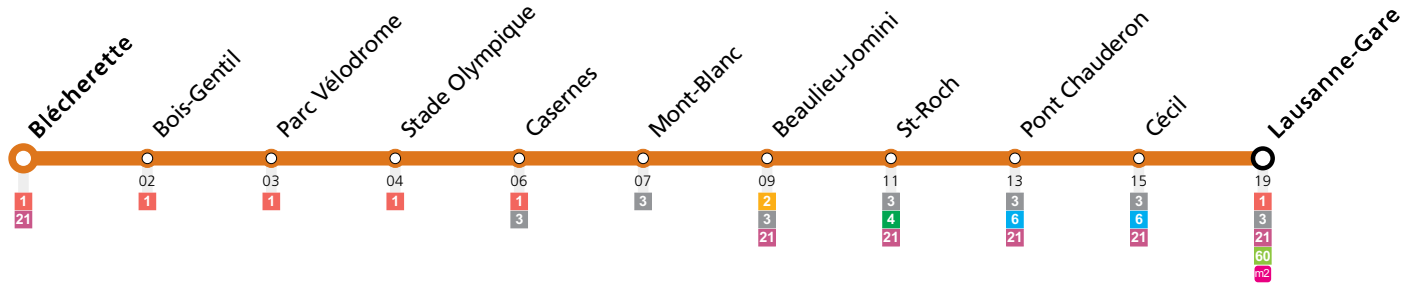 Blécherette
Bois-Gentil
Parc Vélodrome
Stade Olympique
Casernes
Mont-Blanc
Beaulieu-Jomini
St-Roch
Pont Chauderon
Cécil
Lausanne-Gare
02 03 04 06 07 09 11 13 15 19
1 1 1 1 1 3 2 3 3 3 1
21 3 3 4 6 6 3
21 21 21 21 21
60
m2